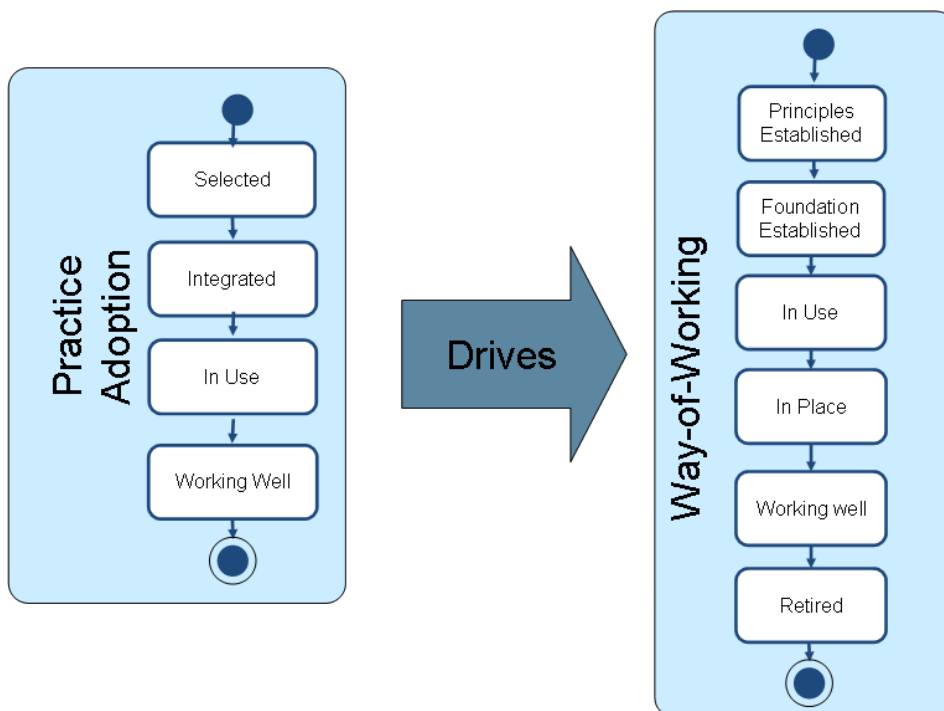 Practice
Adoption
Selected
Integrated
In Use
Working Well
Drives
Way-of-Working
Principles
Established
Foundation
Established
In Use
In Place
Working well
Retired